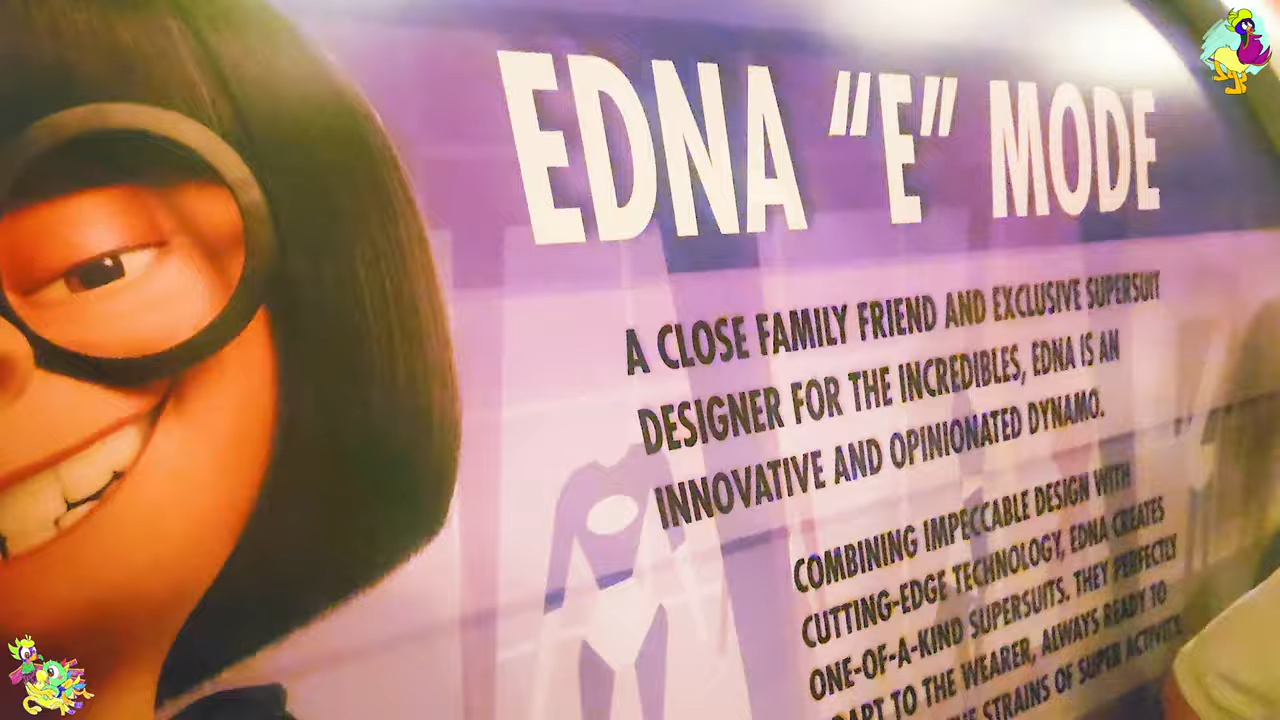 EDNA "E" MODE
A CLOSE FAMILY FRIEND AND EXCLUSIVE SUPERSUIT
DESIGNER FOR THE INCREDIBLES, EDNA IS AN
INNOVATIVE AND OPINIONATED DYNAMO.
COMBINING IMPECCABLE DESIGN WITH
CUTTING-EDGE TECHNOLOGY, EDNA CREATES
ONE-OF-A-KIND SUPERSUITS. THEY PERFECTLY
TO THE WEARER, ALWAYS READY TO
STRAINS OF SUPER